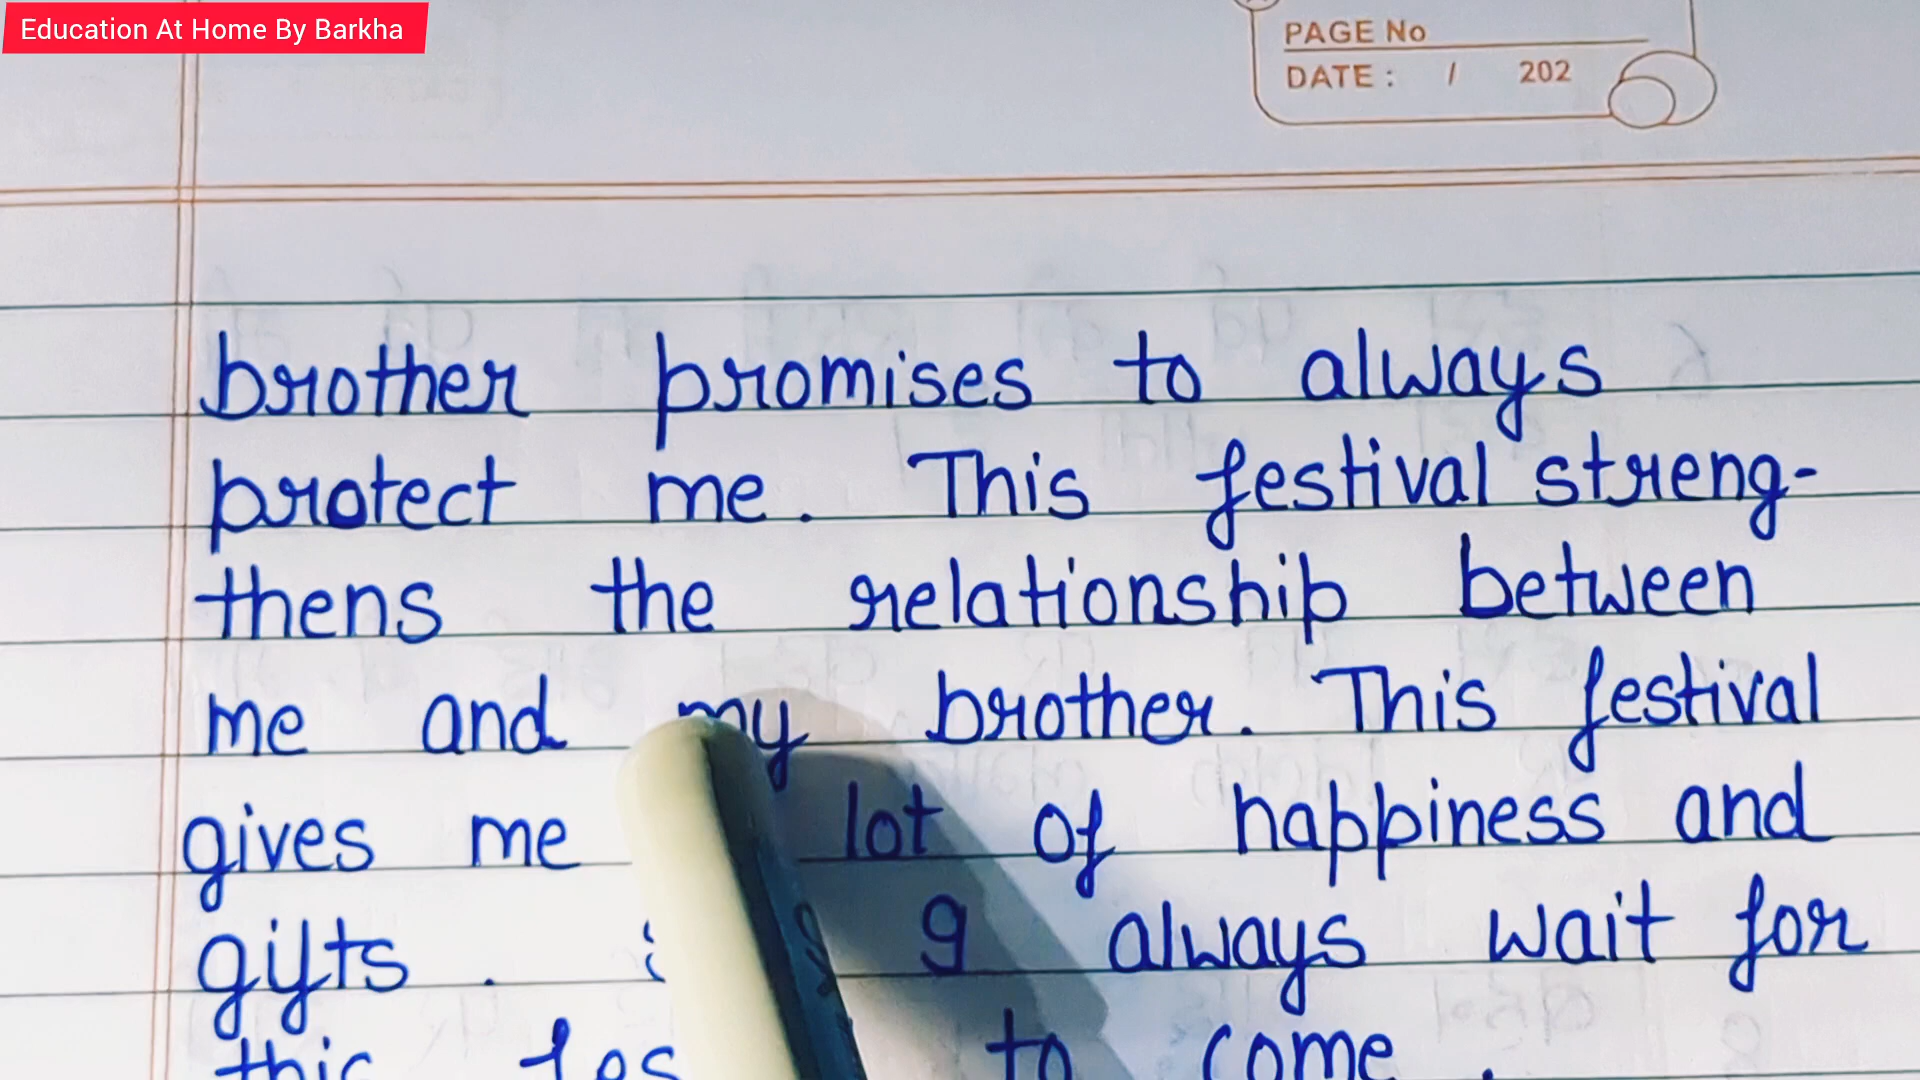 Education At Home By Barkha
PAGE No
DATE : / 202
brother promises to always
protect me. This festival streng-
thens the relationship between
me and my brother. This festival
gives me lot of happiness and
gifts. I always wait for
this to come.